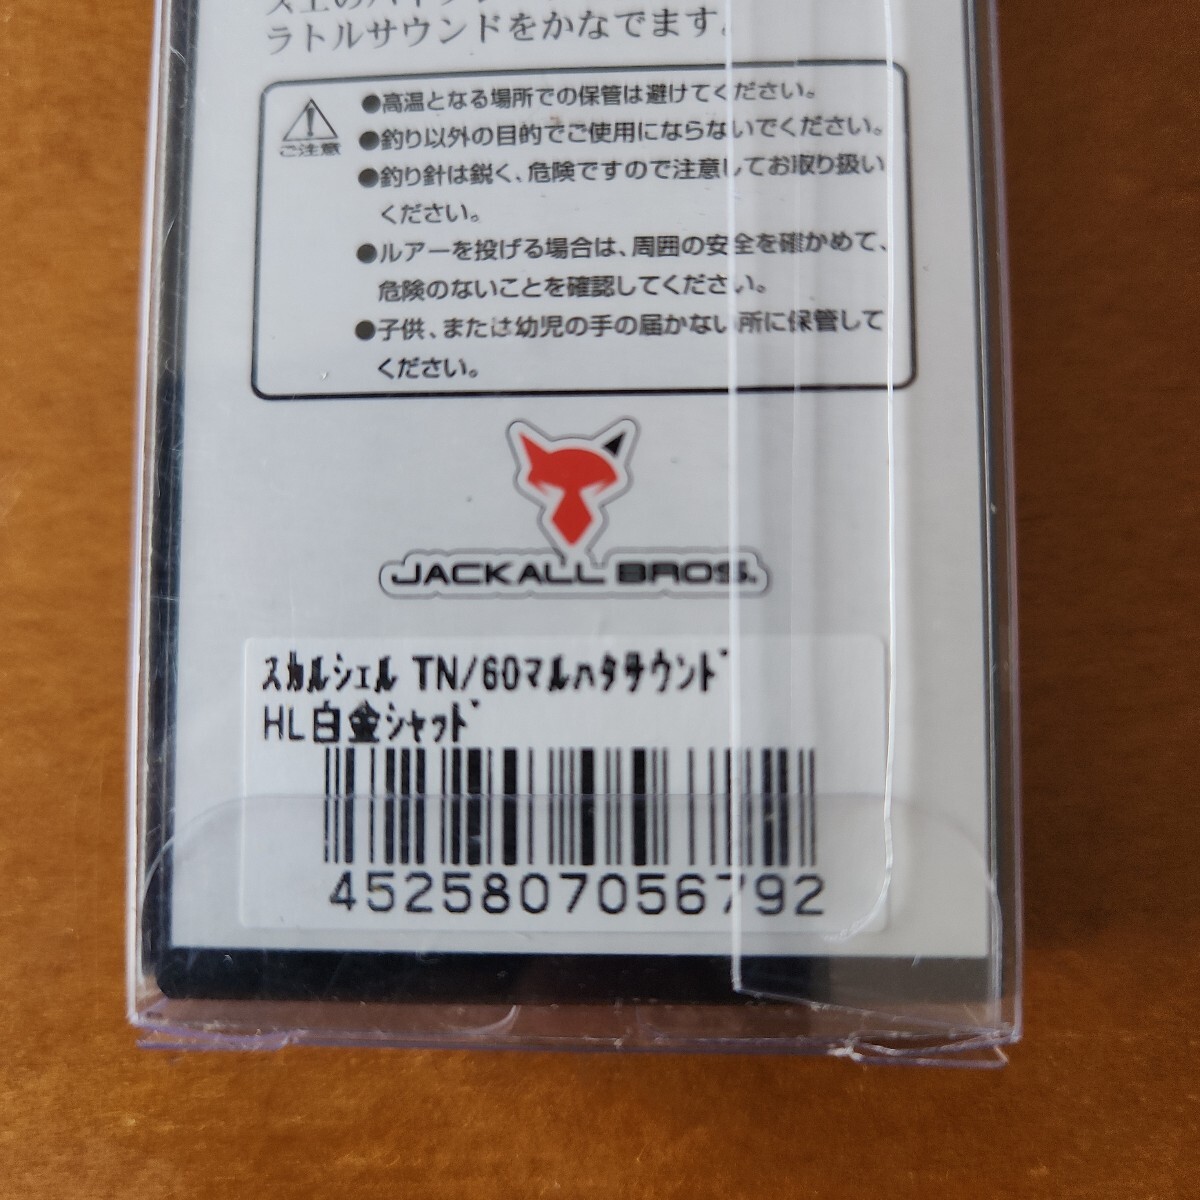 ラトルサウンドをかなでます。
ご注意
●高温となる場所での保管は避けてください。
●釣り以外の目的でご使用にならないでください。
●釣り針は鋭く、危険ですので注意してお取り扱い
ください。
●ルアーを投げる場合は、周囲の安全を確かめて、
危険のないことを確認してください。
●子供、または幼児の手の届かない所に保管して
ください。
JACKALL BROS.
スカルシェル TN/60マルハタサウンド
HL白金シャッド
4525807056792